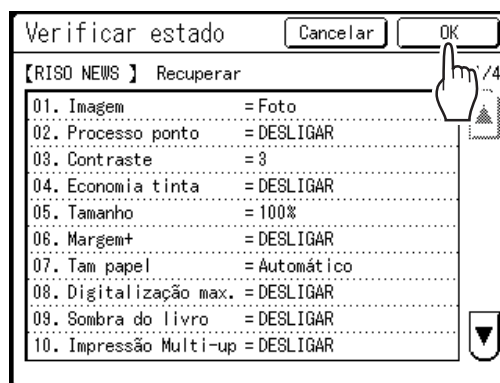 Verificar estado Cancelar OK
【RISO NEWS 】 Recuperar /4
01. Imagem = Foto
02. Processo ponto = DESLIGAR
03. Contraste = 3
04. Economia tinta = DESLIGAR
05. Tamanho = 100%
06. Margem+ = DESLIGAR
07. Tam papel = Automático
08. Digitalização max. = DESLIGAR
09. Sombra do livro = DESLIGAR
10. Impressão Multi-up = DESLIGAR